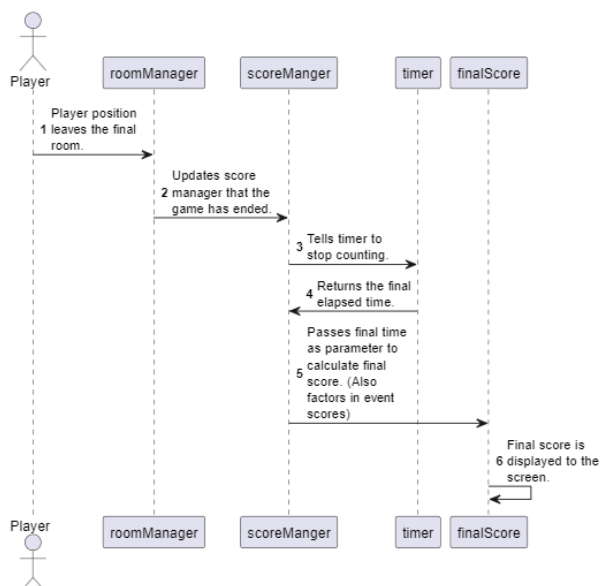 Player
roomManager
scoreManger
timer
finalScore
Player position
1 leaves the final
room.
Updates score
2 manager that the
game has ended.
3 Tells timer to
stop counting.
4 Returns the final
elapsed time.
Passes final time
as parameter to
calculate final
5 score. (Also
factors in event
scores)
Final score is
6 displayed to the
screen.
Player
roomManager
scoreManger
timer
finalScore